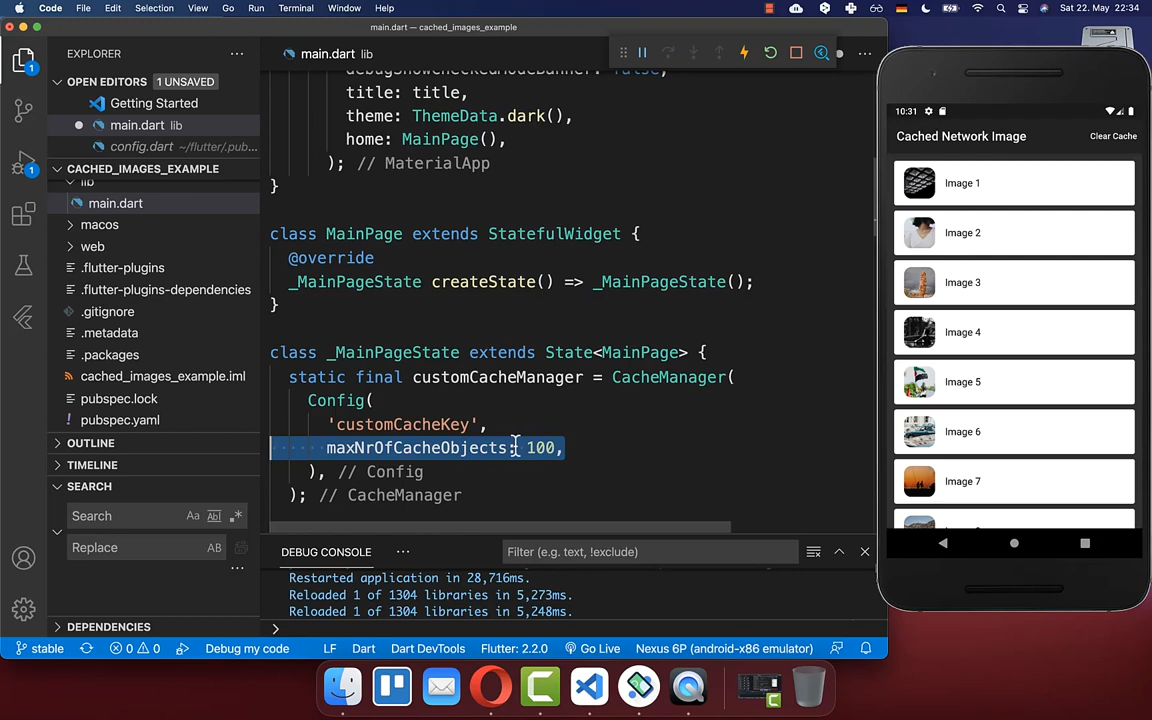 Code File Edit Selection View Go Run Terminal Window Help
Sat 22. May 22:34
main.dart — cached_images_example
EXPLORER
OPEN EDITORS 1 UNSAVED
Getting Started
main.dart lib
config.dart ~/flutter/.pub...
CACHED_IMAGES_EXAMPLE
lib
main.dart
macos
web
.flutter-plugins
.flutter-plugins-dependencies
.gitignore
.metadata
.packages
cached_images_example.iml
pubspec.lock
pubspec.yaml
OUTLINE
TIMELINE
SEARCH
Search
Replace
DEPENDENCIES
1
1
main.dart lib
debugShowCheckedModeBanner: false,
title: title,
theme: ThemeData.dark(),
home: MainPage(),
); // MaterialApp
}
class MainPage extends StatefulWidget {
@override
_MainPageState createState() => _MainPageState();
}
class _MainPageState extends State<MainPage> {
static final customCacheManager = CacheManager(
Config(
'customCacheKey',
maxNrOfCacheObjects: 100,
), // Config
); // CacheManager
DEBUG CONSOLE
Filter (e.g. text, !exclude)
Restarted application in 28,716ms.
Reloaded 1 of 1304 libraries in 5,273ms.
Reloaded 1 of 1304 libraries in 5,248ms.
stable 0 0 Debug my code LF Dart Dart DevTools Flutter: 2.2.0 Go Live Nexus 6P (android-x86 emulator)
10:31
Cached Network Image
Clear Cache
Image 1
Image 2
Image 3
Image 4
Image 5
Image 6
Image 7